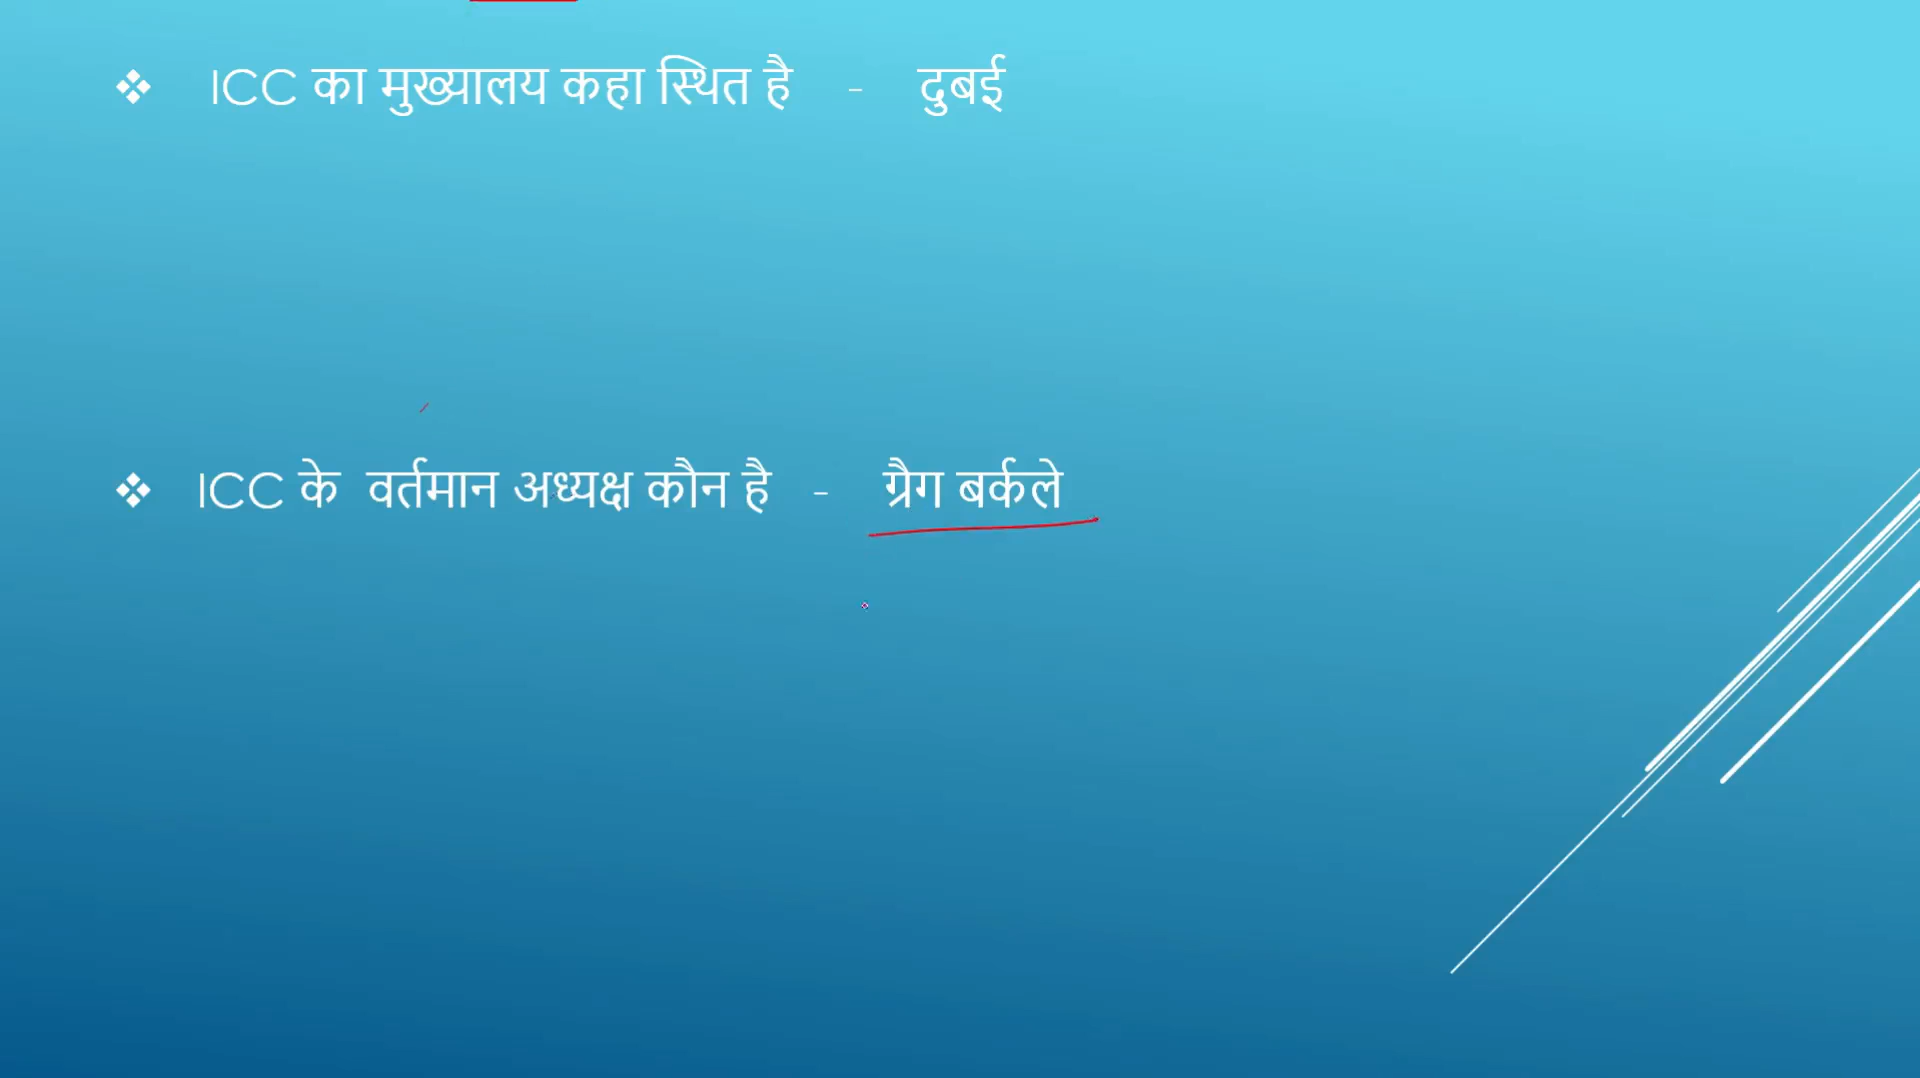 ❖ ICC का मुख्यालय कहा स्थित है - दुबई
❖ ICC के वर्तमान अध्यक्ष कौन है - ग्रैग बर्कले